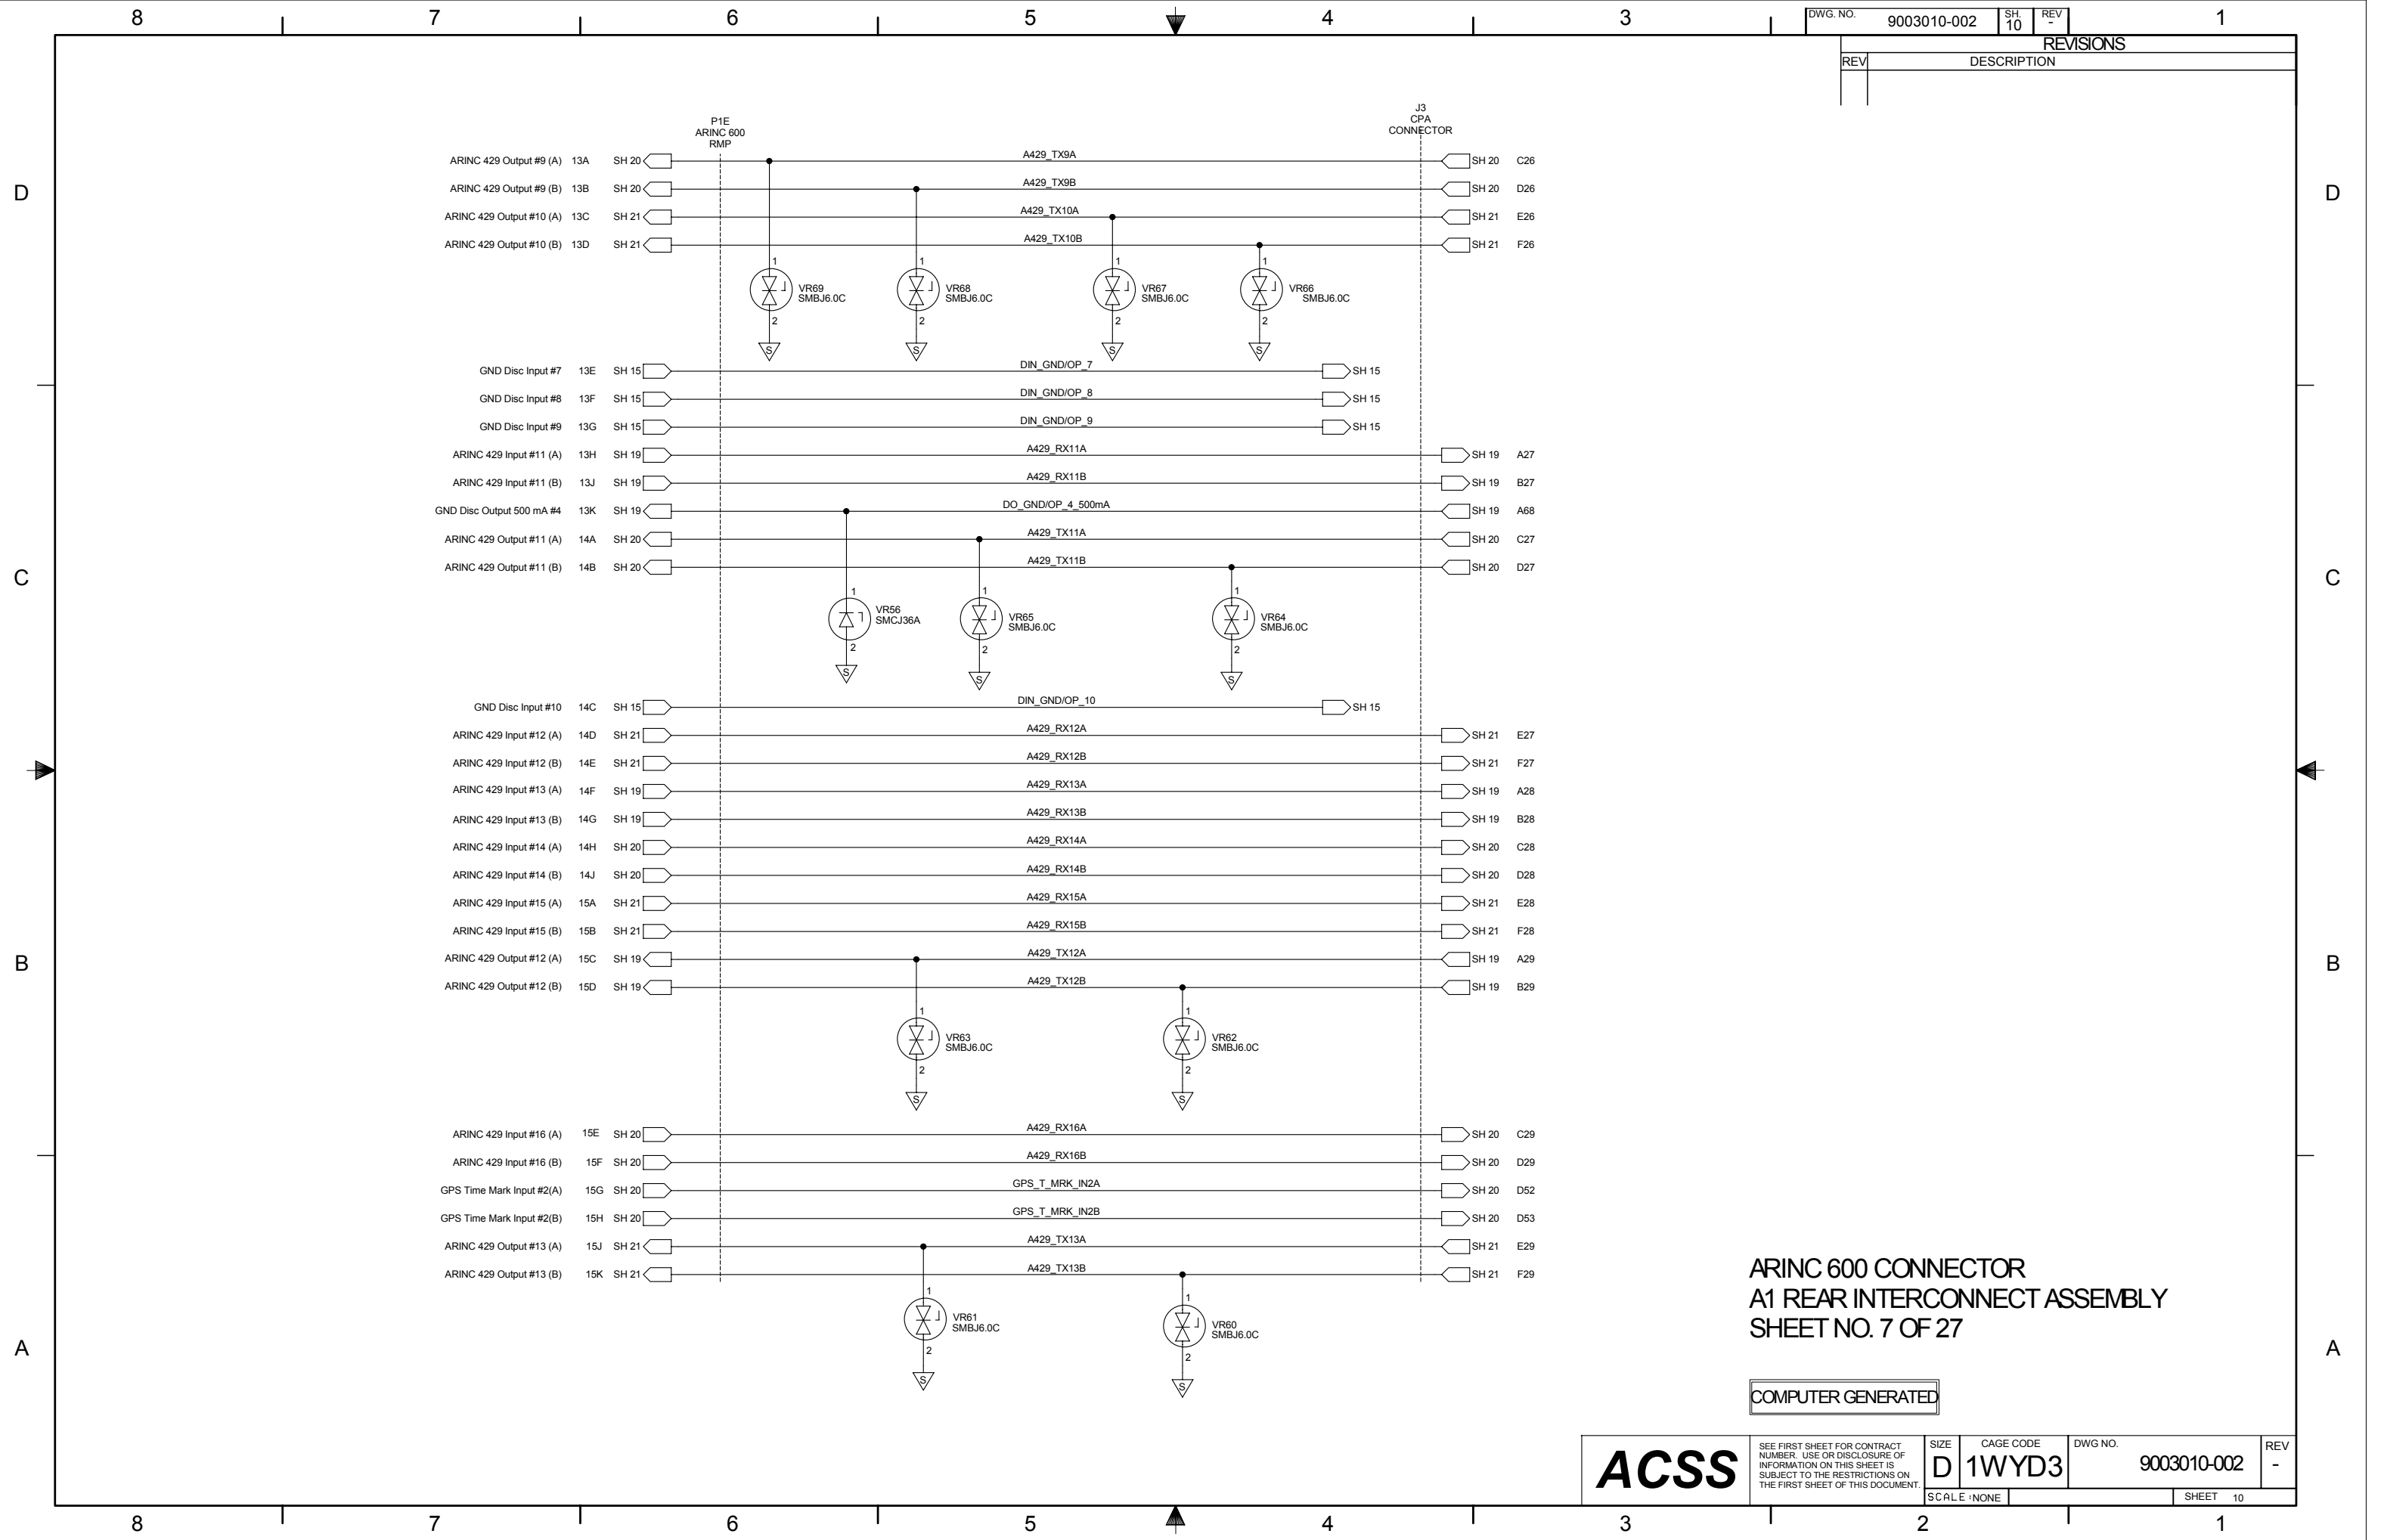 8 7 6 5 4 3 1
DWG. NO. 9003010-002 SH. 10 REV -
REVISIONS
REV DESCRIPTION
P1E
ARINC 600
RMP
J3
CPA
CONNECTOR
ARINC 429 Output #9 (A) 13A SH 20 A429_TX9A SH 20 C26
ARINC 429 Output #9 (B) 13B SH 20 A429_TX9B SH 20 D26
D D
ARINC 429 Output #10 (A) 13C SH 21 A429_TX10A SH 21 E26
ARINC 429 Output #10 (B) 13D SH 21 A429_TX10B SH 21 F26
1 1 1 1
VR69 VR68 VR67 VR66
SMBJ6.0C SMBJ6.0C SMBJ6.0C SMBJ6.0C
2 2 2 2
S S S S
GND Disc Input #7 13E SH 15 DIN_GND/OP_7 SH 15
GND Disc Input #8 13F SH 15 DIN_GND/OP_8 SH 15
GND Disc Input #9 13G SH 15 DIN_GND/OP_9 SH 15
ARINC 429 Input #11 (A) 13H SH 19 A429_RX11A SH 19 A27
ARINC 429 Input #11 (B) 13J SH 19 A429_RX11B SH 19 B27
GND Disc Output 500 mA #4 13K SH 19 DO_GND/OP_4_500mA SH 19 A68
ARINC 429 Output #11 (A) 14A SH 20 A429_TX11A SH 20 C27
ARINC 429 Output #11 (B) 14B SH 20 A429_TX11B SH 20 D27
C C
1 1 1
VR56 VR65 VR64
SMCJ36A SMBJ6.0C SMBJ6.0C
2 2 2
S S S
GND Disc Input #10 14C SH 15 DIN_GND/OP_10 SH 15
ARINC 429 Input #12 (A) 14D SH 21 A429_RX12A SH 21 E27
ARINC 429 Input #12 (B) 14E SH 21 A429_RX12B SH 21 F27
ARINC 429 Input #13 (A) 14F SH 19 A429_RX13A SH 19 A28
ARINC 429 Input #13 (B) 14G SH 19 A429_RX13B SH 19 B28
ARINC 429 Input #14 (A) 14H SH 20 A429_RX14A SH 20 C28
ARINC 429 Input #14 (B) 14J SH 20 A429_RX14B SH 20 D28
ARINC 429 Input #15 (A) 15A SH 21 A429_RX15A SH 21 E28
ARINC 429 Input #15 (B) 15B SH 21 A429_RX15B SH 21 F28
ARINC 429 Output #12 (A) 15C SH 19 A429_TX12A SH 19 A29
B B
ARINC 429 Output #12 (B) 15D SH 19 A429_TX12B SH 19 B29
1 1
VR63 VR62
SMBJ6.0C SMBJ6.0C
2 2
S S
ARINC 429 Input #16 (A) 15E SH 20 A429_RX16A SH 20 C29
ARINC 429 Input #16 (B) 15F SH 20 A429_RX16B SH 20 D29
GPS Time Mark Input #2(A) 15G SH 20 GPS_T_MRK_IN2A SH 20 D52
GPS Time Mark Input #2(B) 15H SH 20 GPS_T_MRK_IN2B SH 20 D53
ARINC 429 Output #13 (A) 15J SH 21 A429_TX13A SH 21 E29
ARINC 429 Output #13 (B) 15K SH 21 A429_TX13B SH 21 F29
1 1
VR61 VR60
SMBJ6.0C SMBJ6.0C
2 2
S S
A A
ARINC 600 CONNECTOR
A1 REAR INTERCONNECT ASSEMBLY
SHEET NO. 7 OF 27
COMPUTER GENERATED
ACSS
SEE FIRST SHEET FOR CONTRACT
NUMBER. USE OR DISCLOSURE OF
INFORMATION ON THIS SHEET IS
SUBJECT TO THE RESTRICTIONS ON
THE FIRST SHEET OF THIS DOCUMENT.
SIZE D CAGE CODE 1WYD3 DWG NO. 9003010-002 REV -
SCALE :NONE SHEET 10
8 7 6 5 4 3 2 1